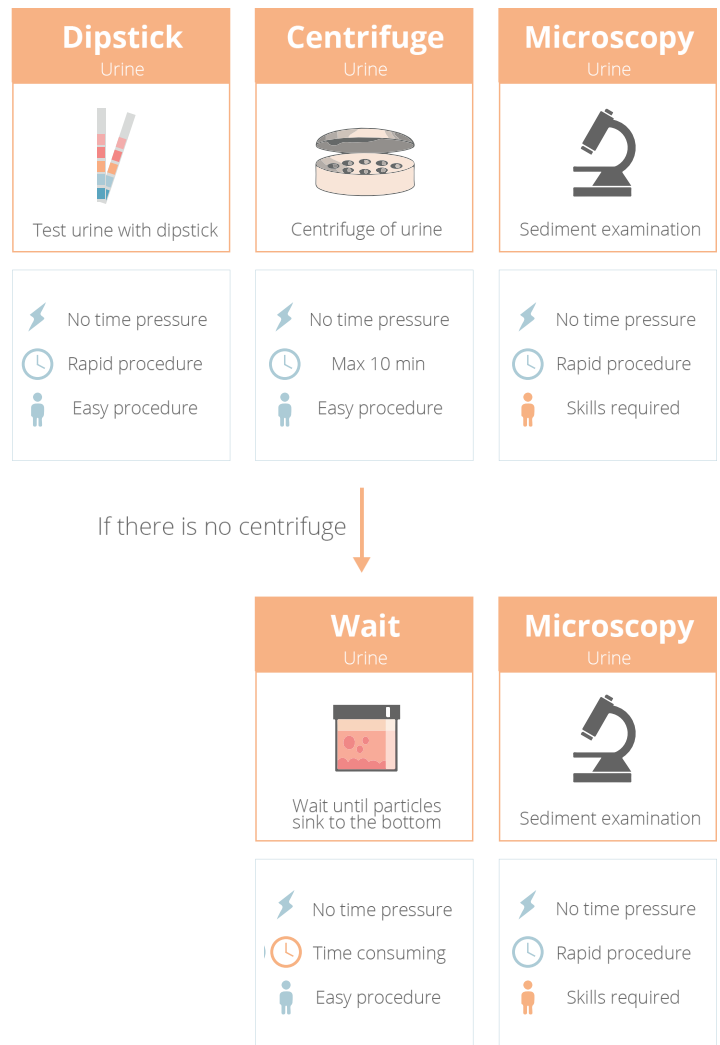 Dipstick
Urine
Test urine with dipstick
No time pressure
Rapid procedure
Easy procedure
Centrifuge
Urine
Centrifuge of urine
No time pressure
Max 10 min
Easy procedure
Microscopy
Urine
Sediment examination
No time pressure
Rapid procedure
Skills required
If there is no centrifuge
Wait
Urine
Wait until particles
sink to the bottom
No time pressure
Time consuming
Easy procedure
Microscopy
Urine
Sediment examination
No time pressure
Rapid procedure
Skills required